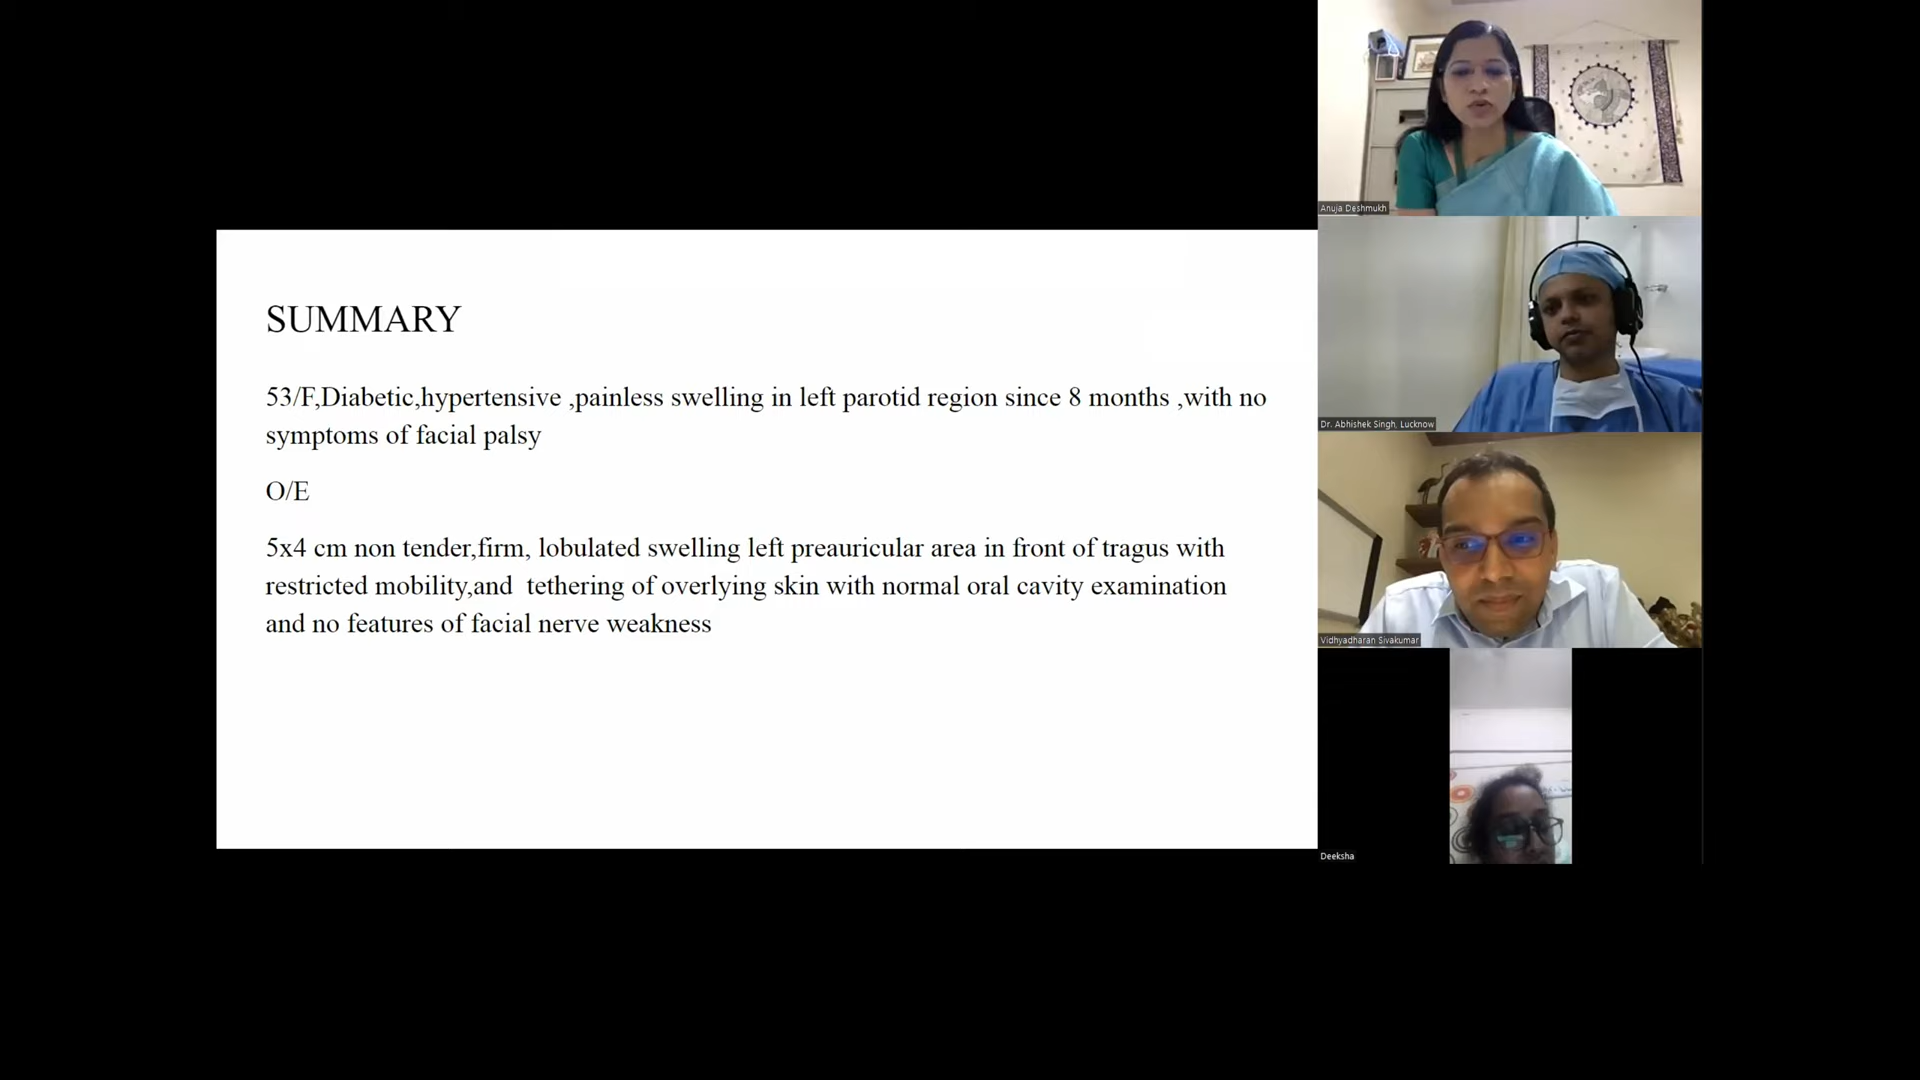 SUMMARY
53/F,Diabetic,hypertensive ,painless swelling in left parotid region since 8 months ,with no
symptoms of facial palsy
O/E
5x4 cm non tender,firm, lobulated swelling left preauricular area in front of tragus with
restricted mobility,and  tethering of overlying skin with normal oral cavity examination
and no features of facial nerve weakness
Anuja Deshmukh
Dr. Abhishek Singh, Lucknow
Vidhyadharan Sivakumar
Deeksha